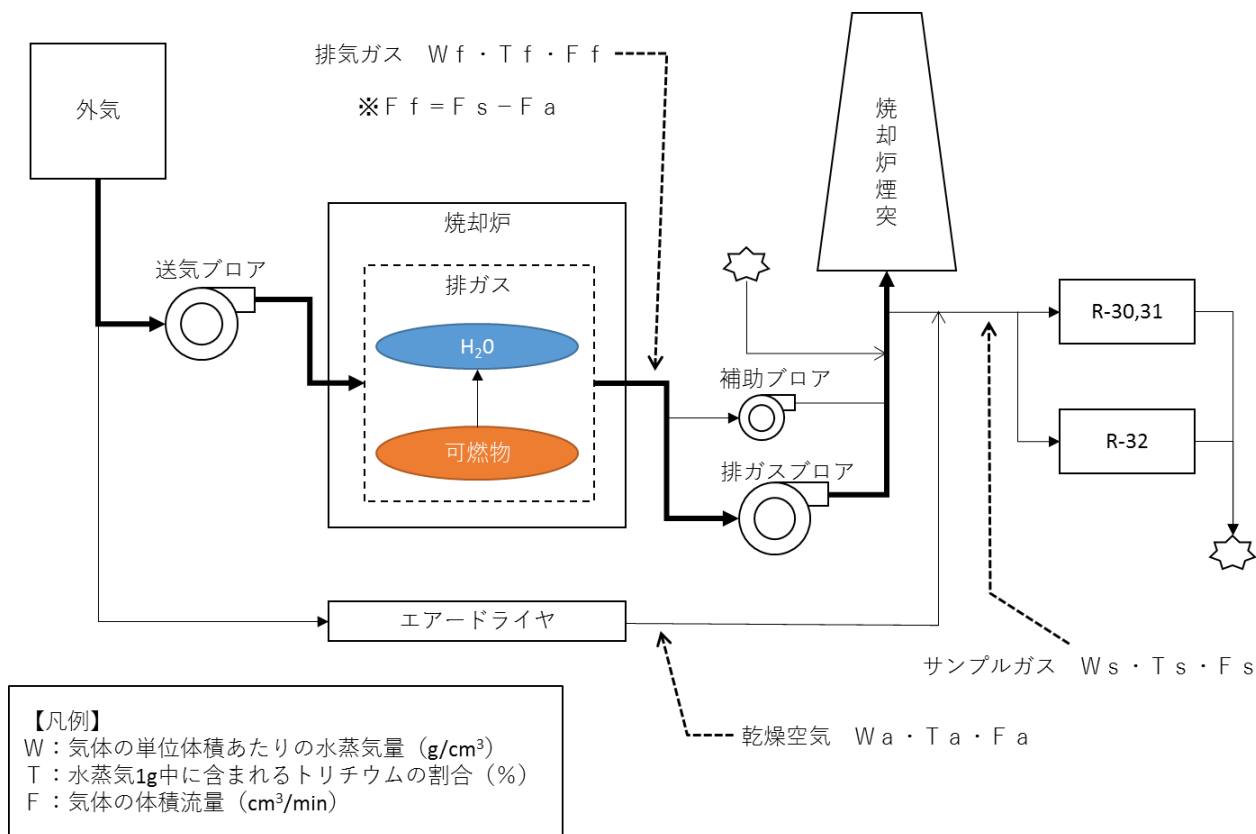 外気
送気ブロア
焼却炉
排ガス
H₂0
可燃物
排気ガス　Ｗｆ・Ｔｆ・Ｆｆ
※Ｆｆ＝Ｆｓ－Ｆａ
焼却炉煙突
補助ブロア
排ガスブロア
R-30,31
R-32
エアードライヤ
サンプルガス　Ｗｓ・Ｔｓ・Ｆｓ
乾燥空気　Ｗａ・Ｔａ・Ｆａ
【凡例】
Ｗ：気体の単位体積あたりの水蒸気量（g/cm³）
Ｔ：水蒸気1g中に含まれるトリチウムの割合（％）
Ｆ：気体の体積流量（cm³/min）